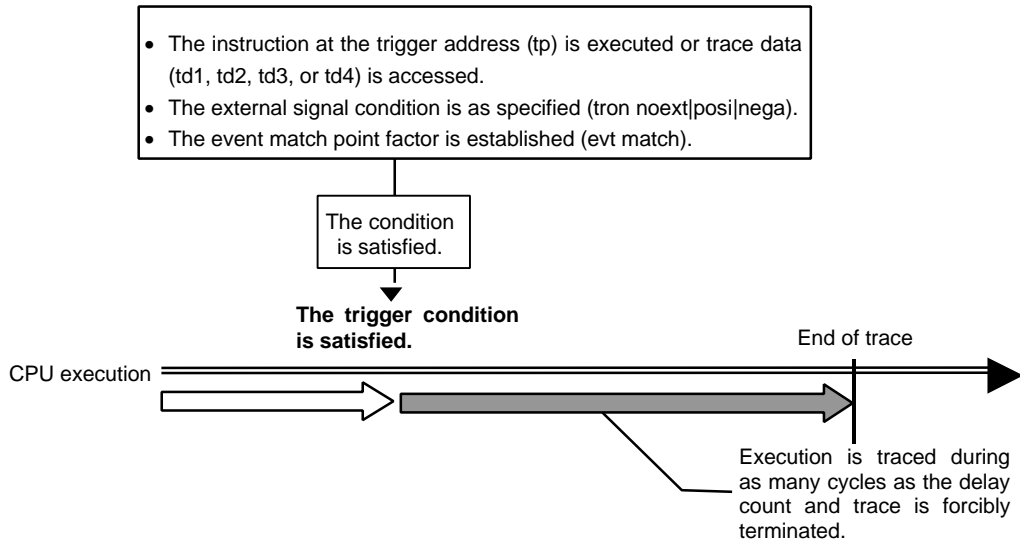 • The instruction at the trigger address (tp) is executed or trace data
(td1, td2, td3, or td4) is accessed.
• The external signal condition is as specified (tron noext|posi|nega).
• The event match point factor is established (evt match).
The condition
is satisfied.
The trigger condition
is satisfied.
End of trace
CPU execution
Execution is traced during
as many cycles as the delay
count and trace is forcibly
terminated.